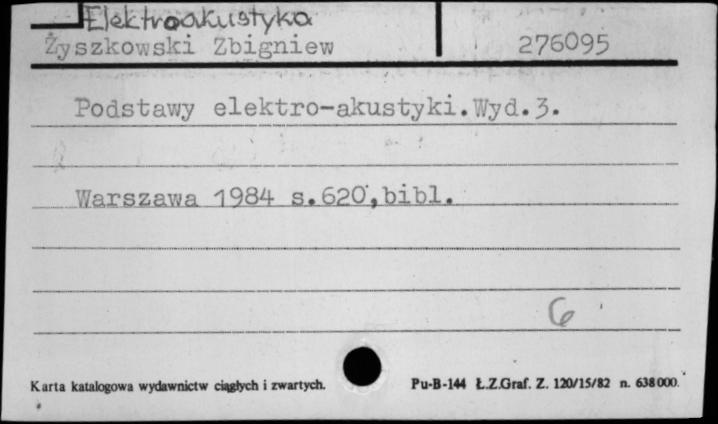 Elektroakustyka
Żyszkowski Zbigniew 276095
Podstawy elektro-akustyki.Wyd.3.
Warszawa 1984 s.620,bibl.
6
Karta katalogowa wydawnictw ciągłych i zwartych. Pu-B-144 Ł.Z.Graf. Z. 120/15/82 n. 638000.